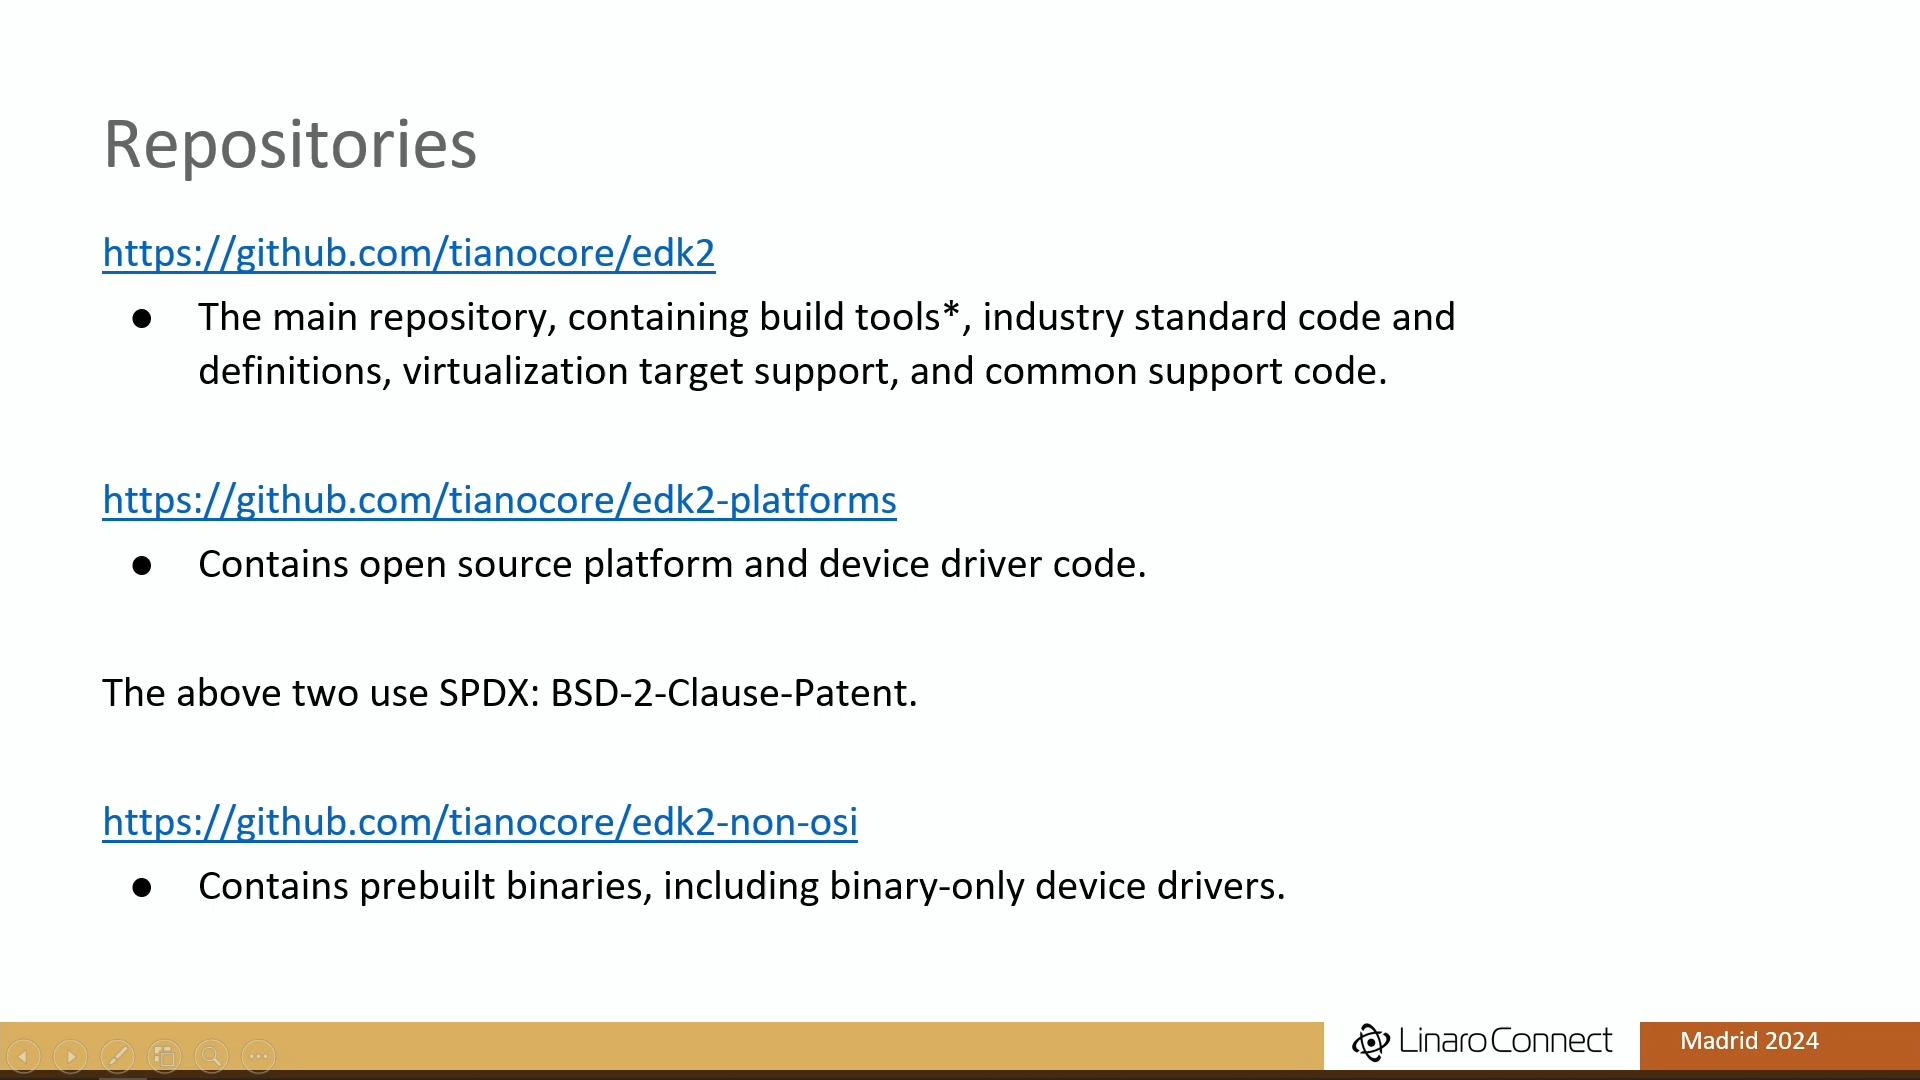 Repositories
https://github.com/tianocore/edk2
● The main repository, containing build tools*, industry standard code and
definitions, virtualization target support, and common support code.
https://github.com/tianocore/edk2-platforms
● Contains open source platform and device driver code.
The above two use SPDX: BSD-2-Clause-Patent.
https://github.com/tianocore/edk2-non-osi
● Contains prebuilt binaries, including binary-only device drivers.
Linaro Connect
Madrid 2024